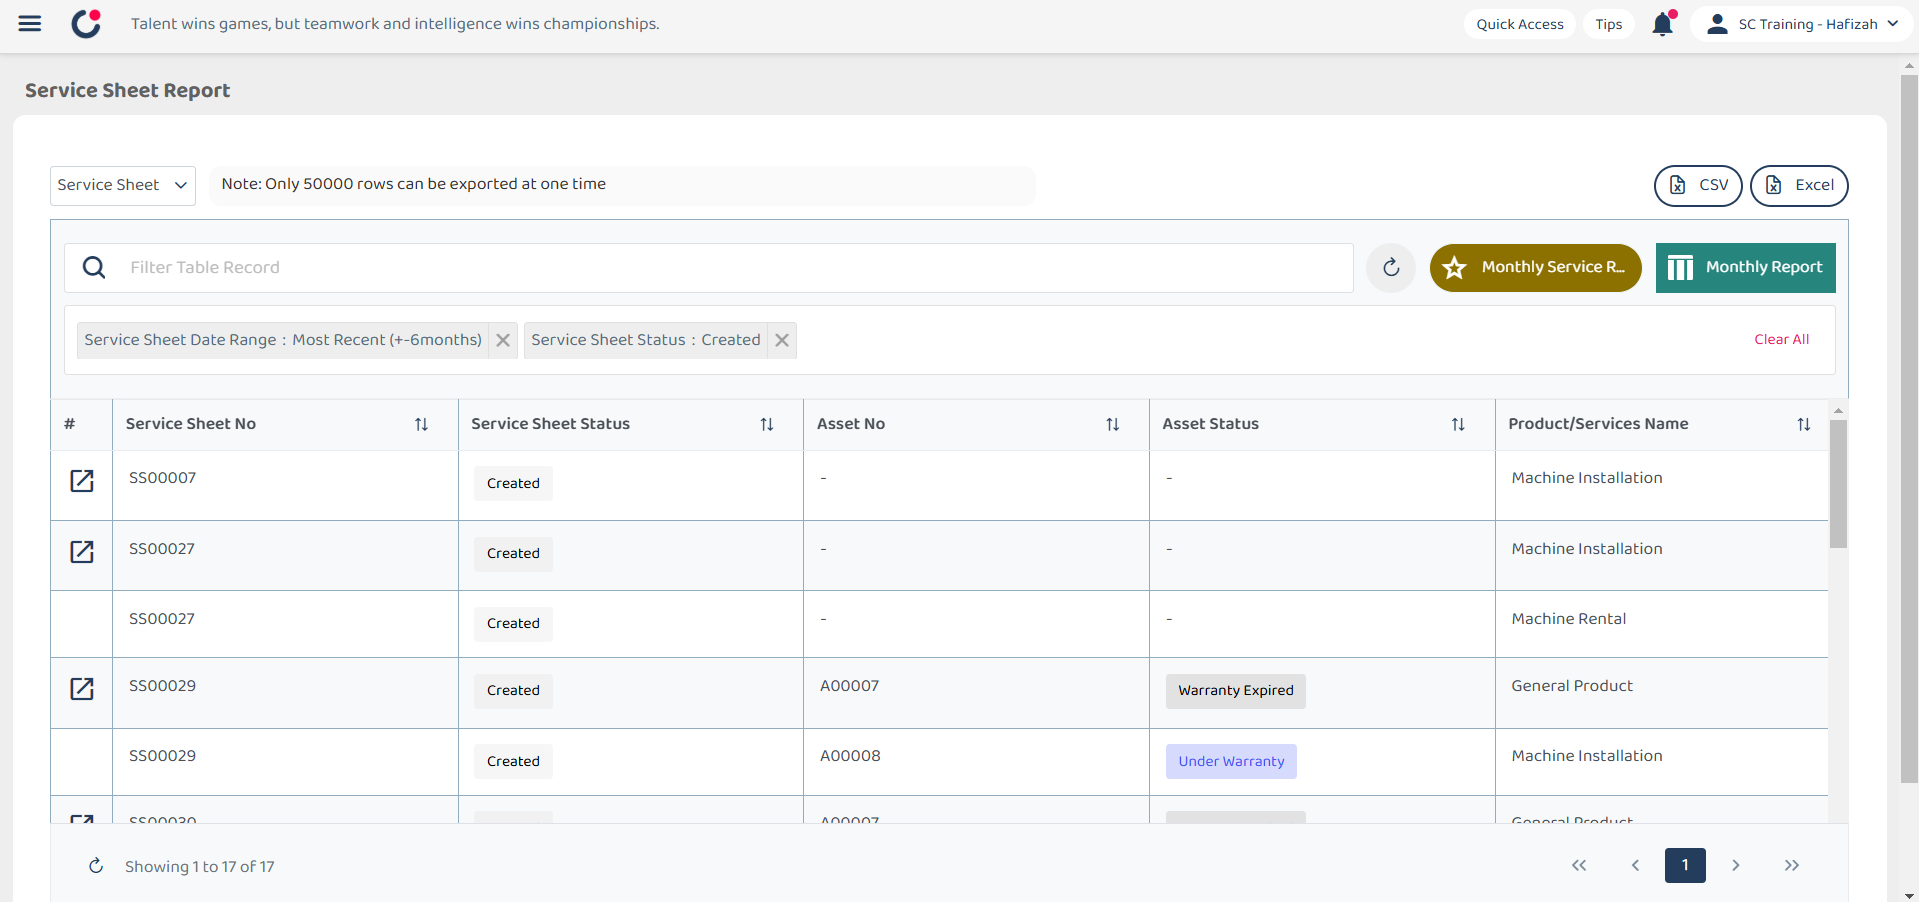 Talent wins games, but teamwork and intelligence wins championships.
Quick Access
Tips
SC Training - Hafizah
Service Sheet Report
Service Sheet
Note: Only 50000 rows can be exported at one time
CSV
Excel
Filter Table Record
Monthly Service R...
Monthly Report
Service Sheet Date Range : Most Recent (+-6months)
Service Sheet Status : Created
Clear All
# Service Sheet No Service Sheet Status Asset No Asset Status Product/Services Name
SS00007 Created - - Machine Installation
SS00027 Created - - Machine Installation
SS00027 Created - - Machine Rental
SS00029 Created A00007 Warranty Expired General Product
SS00029 Created A00008 Under Warranty Machine Installation
SS00030 A00007 General Product
Showing 1 to 17 of 17
1